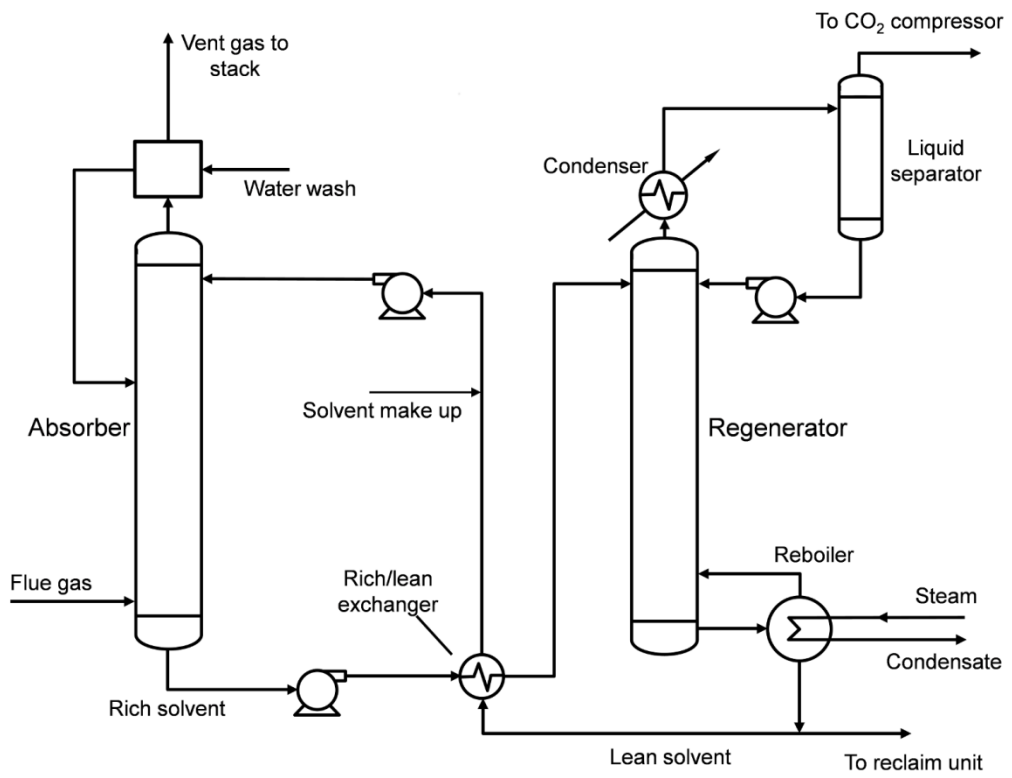 To CO₂ compressor
Vent gas to
stack
Condenser
Liquid
separator
Water wash
Solvent make up
Absorber
Regenerator
Reboiler
Flue gas
Rich/lean
exchanger
Steam
Condensate
Rich solvent
Lean solvent
To reclaim unit